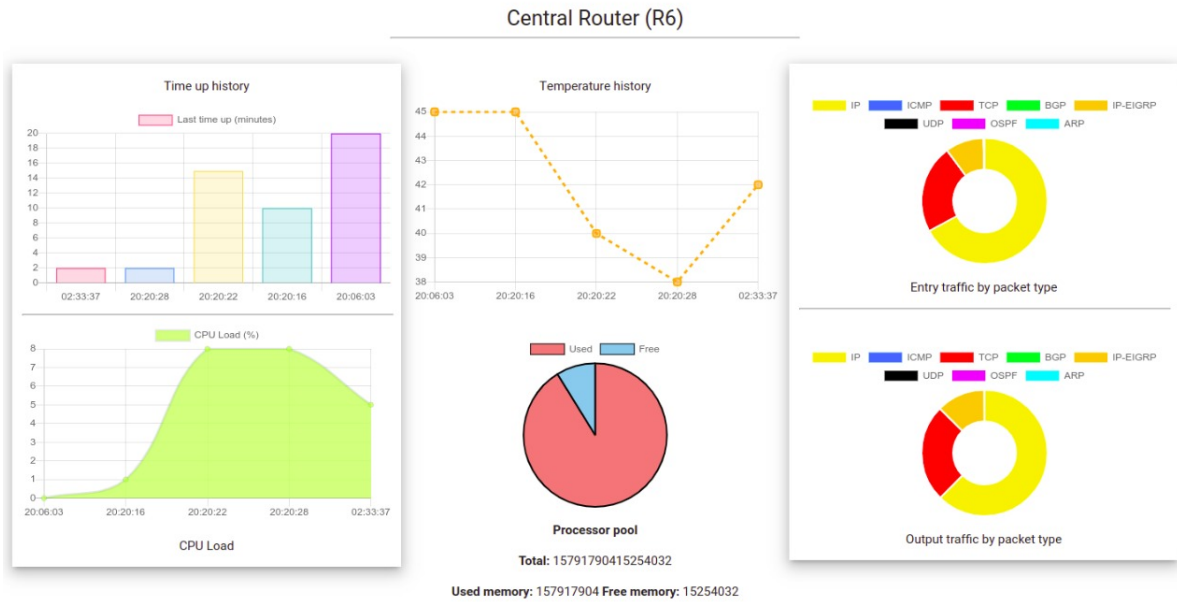 Central Router (R6)
Time up history
Last time up (minutes)
20
18
16
14
12
10
8
6
4
2
0
02:33:37 20:20:28 20:20:22 20:20:16 20:06:03
CPU Load (%)
8
7
6
5
4
3
2
1
0
20:06:03 20:20:16 20:20:22 20:20:28 02:33:37
CPU Load
Temperature history
45
44
43
42
41
40
39
38
20:06:03 20:20:16 20:20:22 20:20:28 02:33:37
Used Free
Processor pool
Total: 15791790415254032
Used memory: 157917904 Free memory: 15254032
IP ICMP TCP BGP IP-EIGRP
UDP OSPF ARP
Entry traffic by packet type
IP ICMP TCP BGP IP-EIGRP
UDP OSPF ARP
Output traffic by packet type